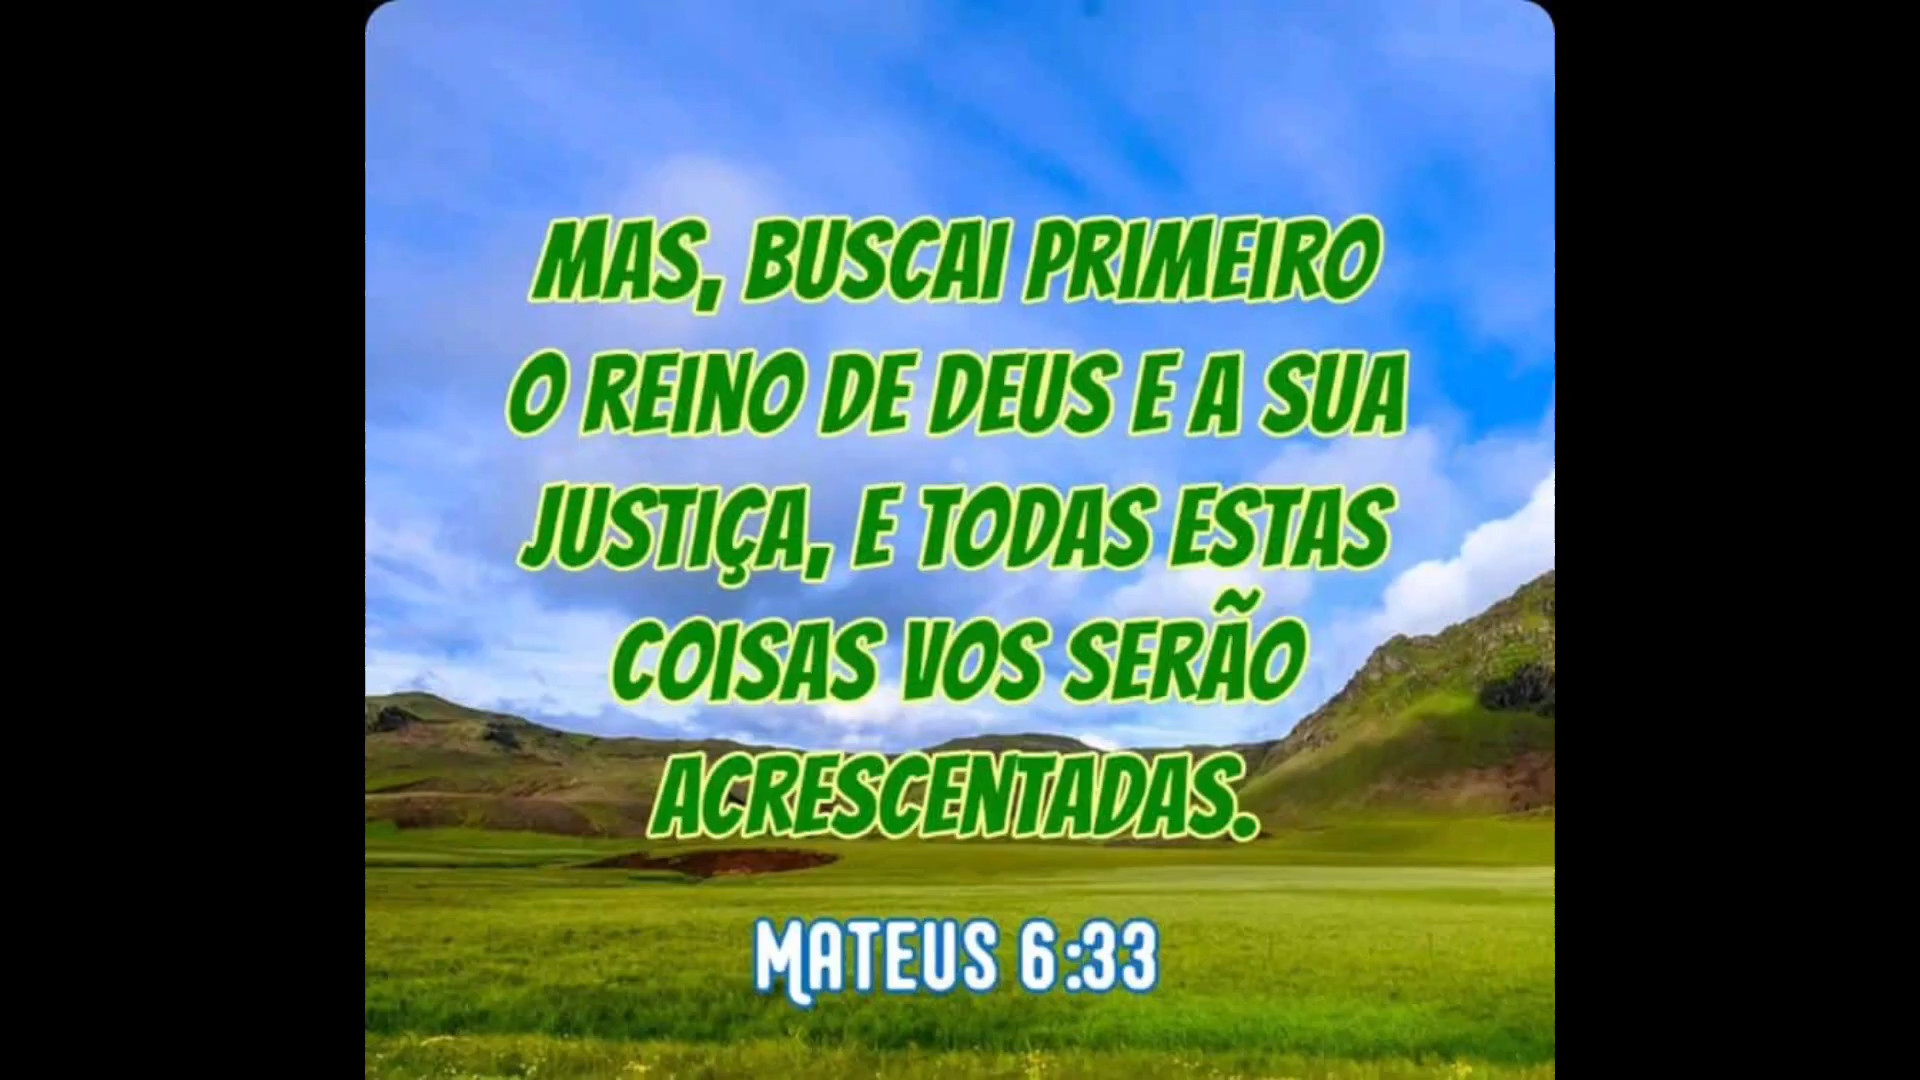 MAS, BUSCAI PRIMEIRO
O REINO DE DEUS E A SUA
JUSTIÇA, E TODAS ESTAS
COISAS VOS SERÃO
ACRESCENTADAS.
MATEUS 6:33